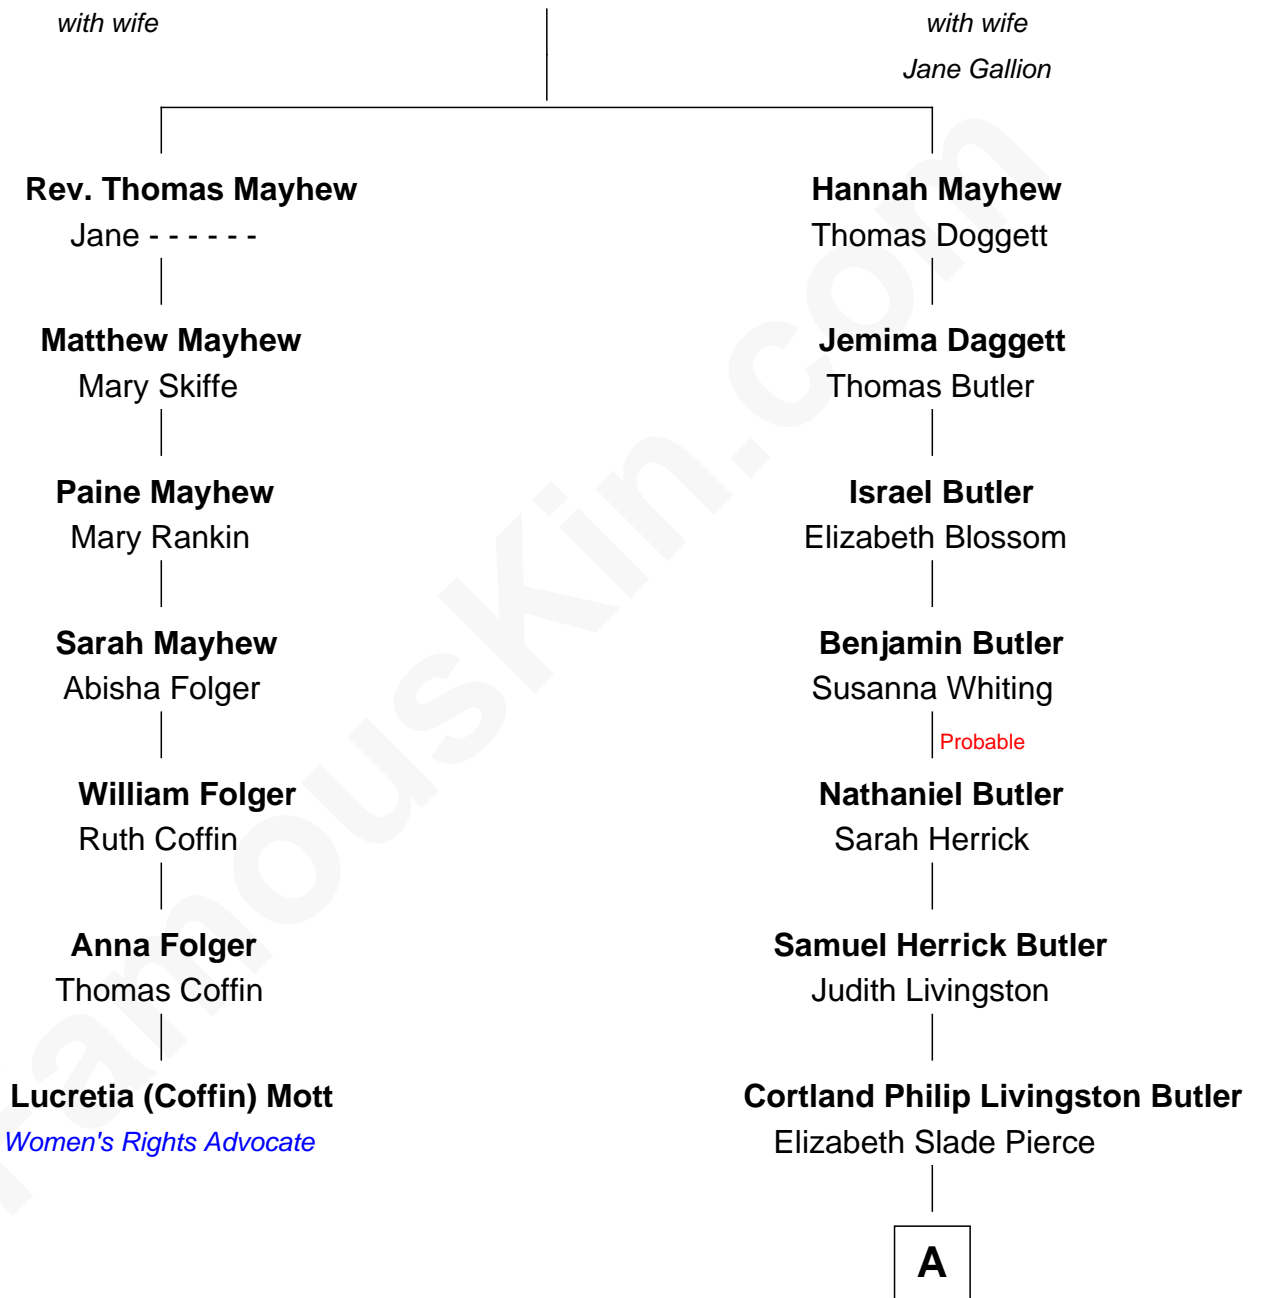 with wife
with wife
Jane Gallion
Rev. Thomas Mayhew
Jane - - - - - -
Matthew Mayhew
Mary Skiffe
Paine Mayhew
Mary Rankin
Sarah Mayhew
Abisha Folger
William Folger
Ruth Coffin
Anna Folger
Thomas Coffin
Lucretia (Coffin) Mott
Women's Rights Advocate
Hannah Mayhew
Thomas Doggett
Jemima Daggett
Thomas Butler
Israel Butler
Elizabeth Blossom
Benjamin Butler
Susanna Whiting
Probable
Nathaniel Butler
Sarah Herrick
Samuel Herrick Butler
Judith Livingston
Cortland Philip Livingston Butler
Elizabeth Slade Pierce
A
FamousKin.com